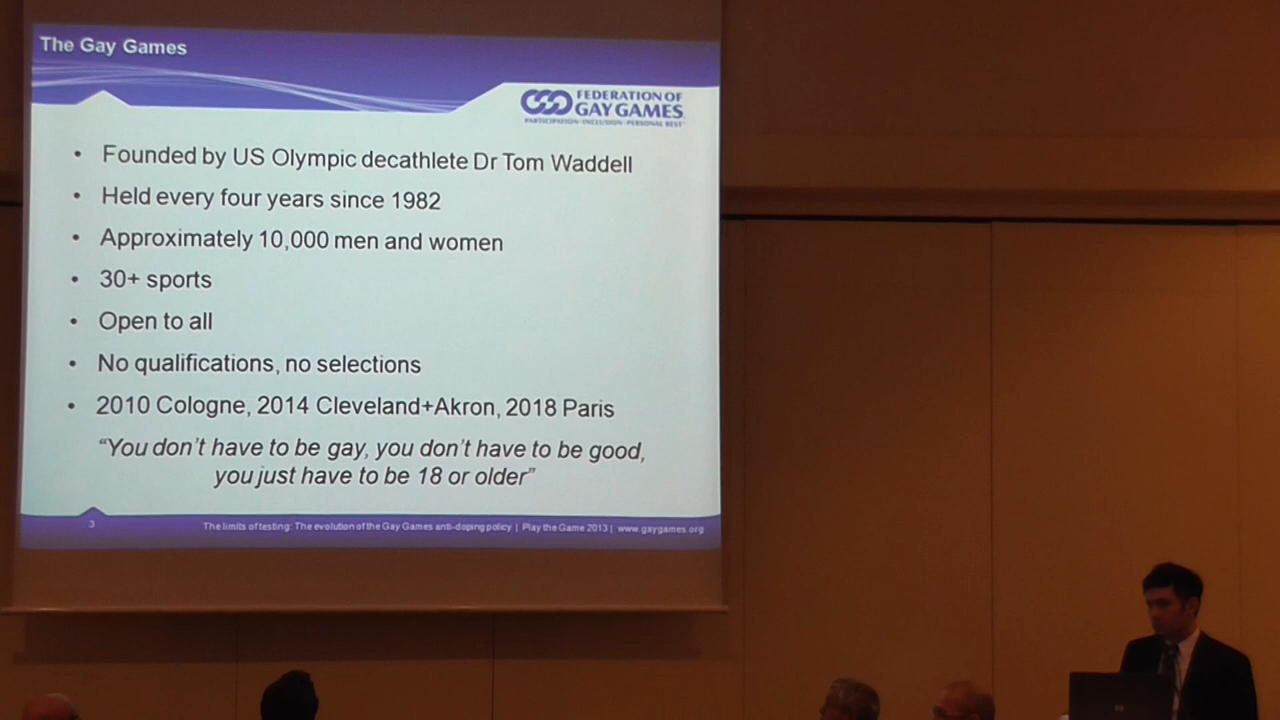 The Gay Games
FEDERATION OF
GAY GAMES
PARTICIPATION • INCLUSION • PERSONAL BEST
• Founded by US Olympic decathlete Dr Tom Waddell
• Held every four years since 1982
• Approximately 10,000 men and women
• 30+ sports
• Open to all
• No qualifications, no selections
• 2010 Cologne, 2014 Cleveland+Akron, 2018 Paris
“You don’t have to be gay, you don’t have to be good,
you just have to be 18 or older”
3
The limits of testing: The evolution of the Gay Games anti-doping policy | Play the Game 2013 | www.gaygames.org